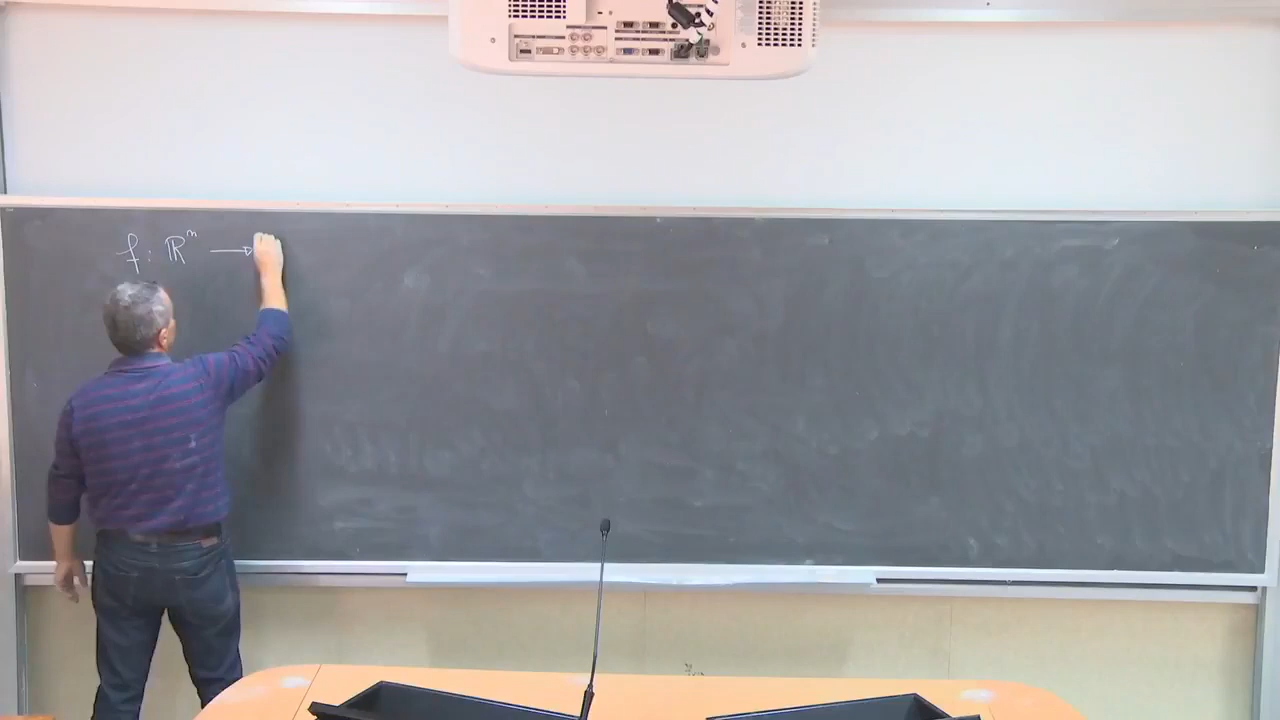 f: ℝⁿ →